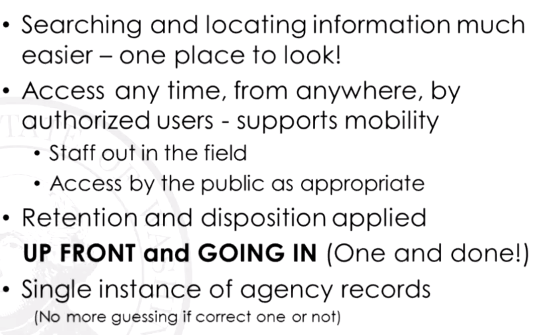 • Searching and locating information much
easier – one place to look!
• Access any time, from anywhere, by
authorized users - supports mobility
• Staff out in the field
• Access by the public as appropriate
• Retention and disposition applied
UP FRONT and GOING IN (One and done!)
• Single instance of agency records
(No more guessing if correct one or not)